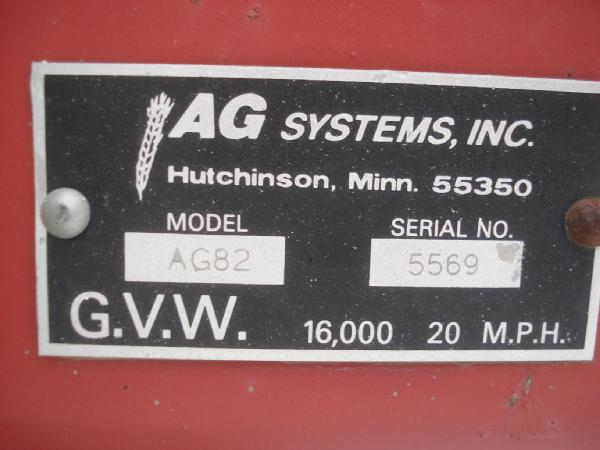 AG SYSTEMS, INC.
Hutchinson, Minn. 55350
MODEL SERIAL NO.
AG82 5569
G.V.W. 16,000 20 M.P.H.